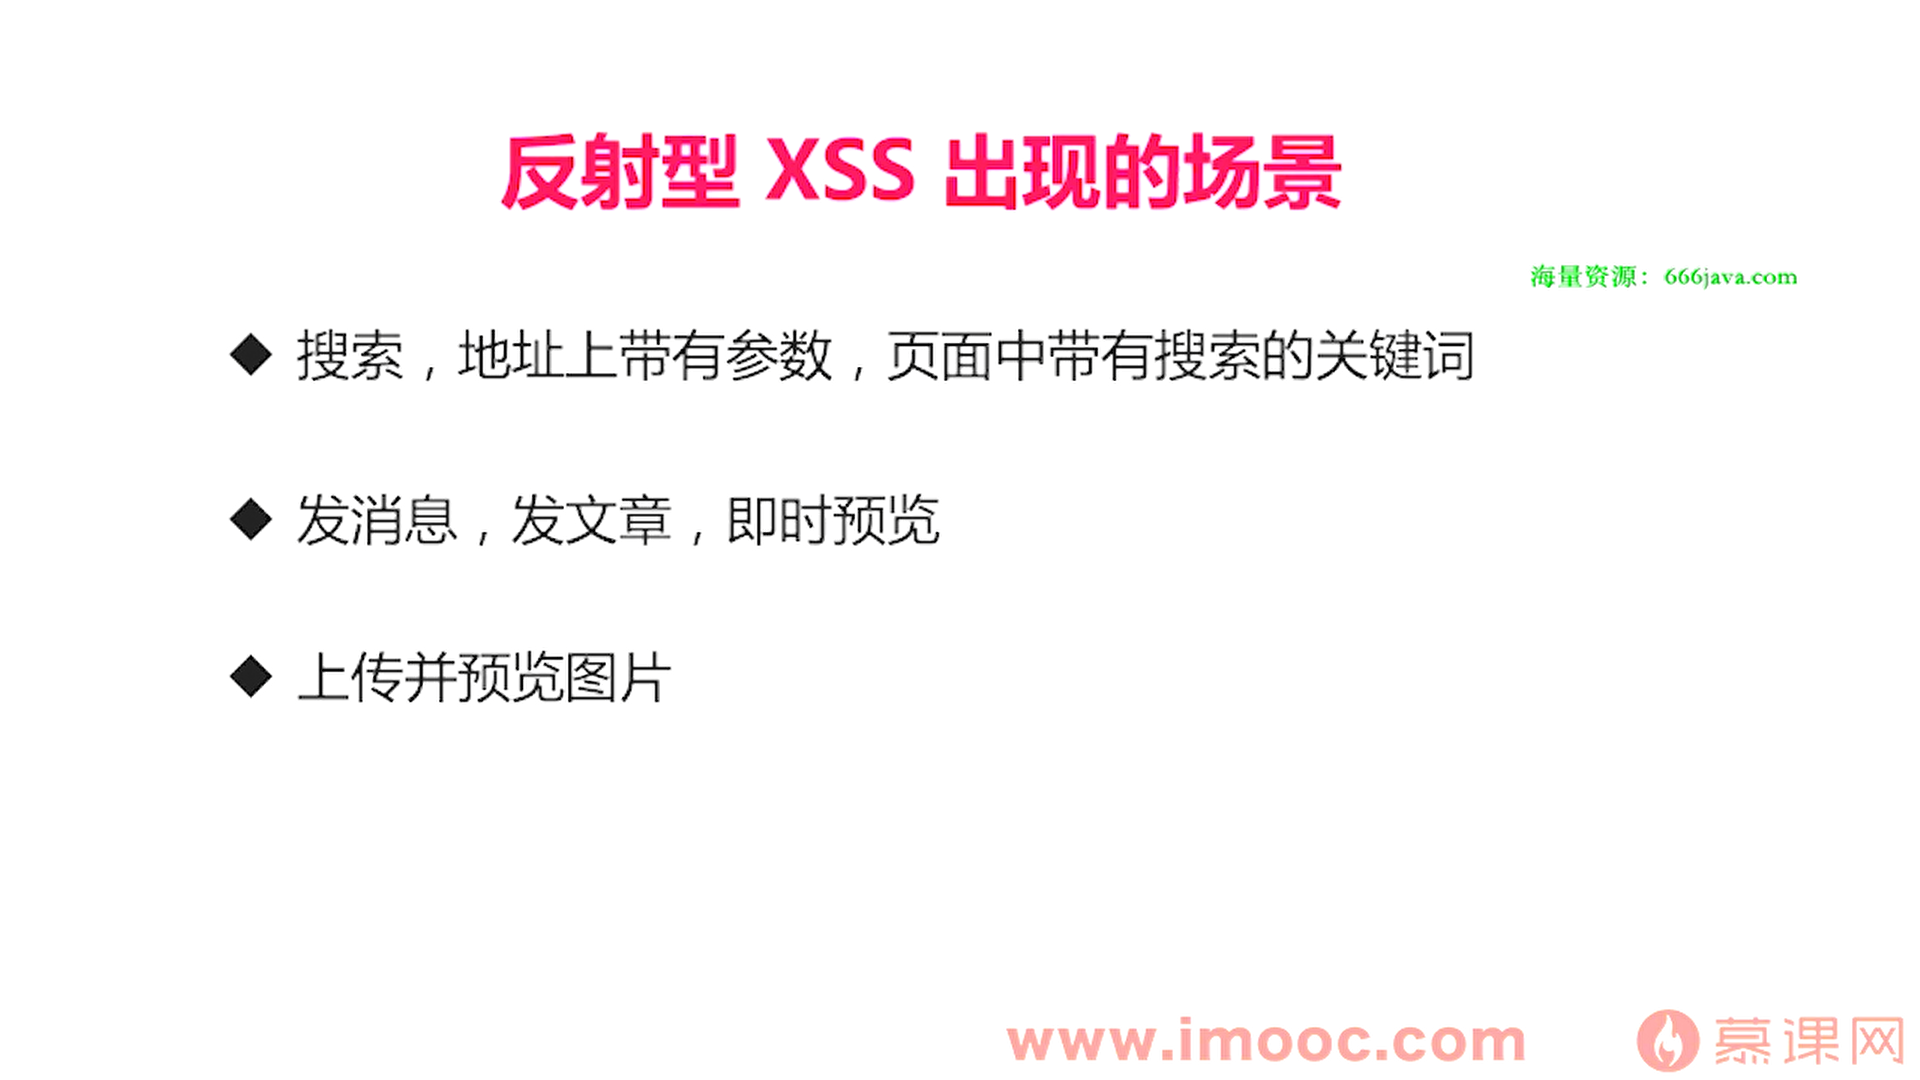 反射型 XSS 出现的场景
海量资源：666java.com
◆ 搜索，地址上带有参数，页面中带有搜索的关键词
◆ 发消息，发文章，即时预览
◆ 上传并预览图片
www.imooc.com 慕课网